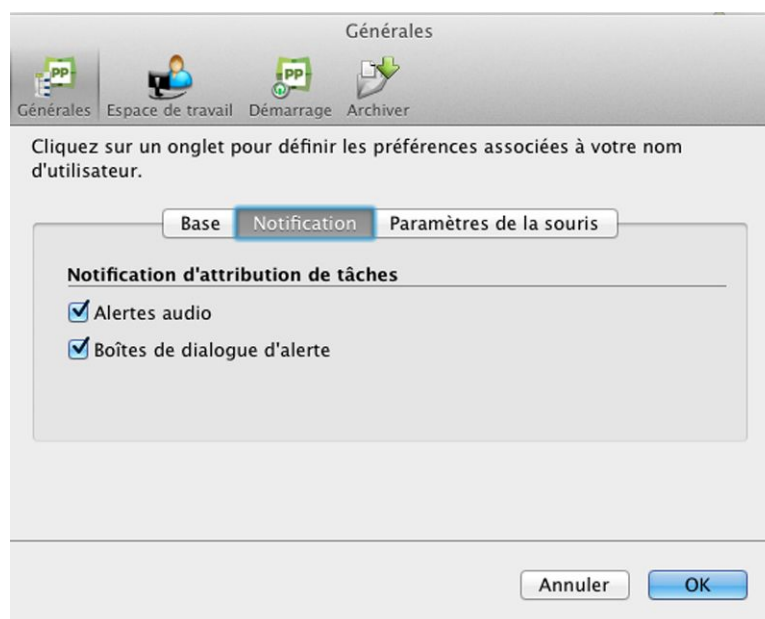 Générales
PP
PP
Générales Espace de travail Démarrage Archiver
Cliquez sur un onglet pour définir les préférences associées à votre nom
d'utilisateur.
Base Notification Paramètres de la souris
Notification d'attribution de tâches
Alertes audio
Boîtes de dialogue d'alerte
Annuler OK